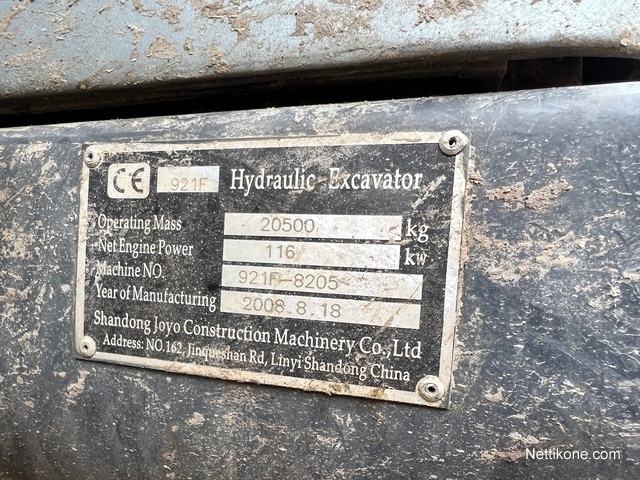 CE 921F Hydraulic Excavator
Operating Mass 20500 kg
Net Engine Power 116 kw
Machine NO. 921F-8205
Year of Manufacturing 2008.8.18
Shandong Joyo Construction Machinery Co.,Ltd
Address: NO.162, Jinqueshan Rd, Linyi Shandong China
Nettikone.com